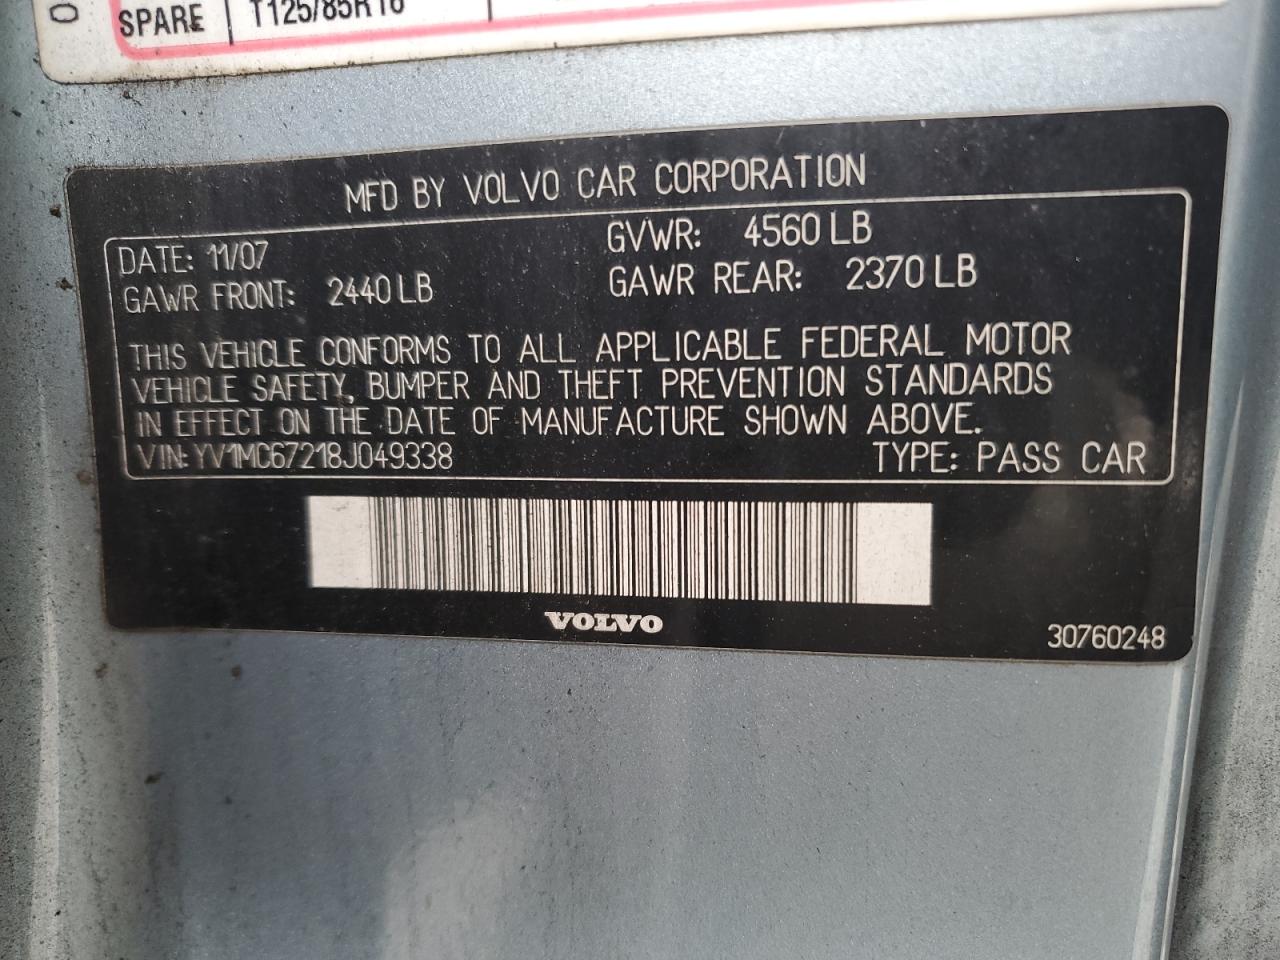 SPARE T125/85R16
MFD BY VOLVO CAR CORPORATION
DATE: 11/07 GVWR: 4560 LB
GAWR FRONT: 2440 LB GAWR REAR: 2370 LB
THIS VEHICLE CONFORMS TO ALL APPLICABLE FEDERAL MOTOR
VEHICLE SAFETY, BUMPER AND THEFT PREVENTION STANDARDS
IN EFFECT ON THE DATE OF MANUFACTURE SHOWN ABOVE.
VIN: YV1MC67218J049338 TYPE: PASS CAR
VOLVO
30760248